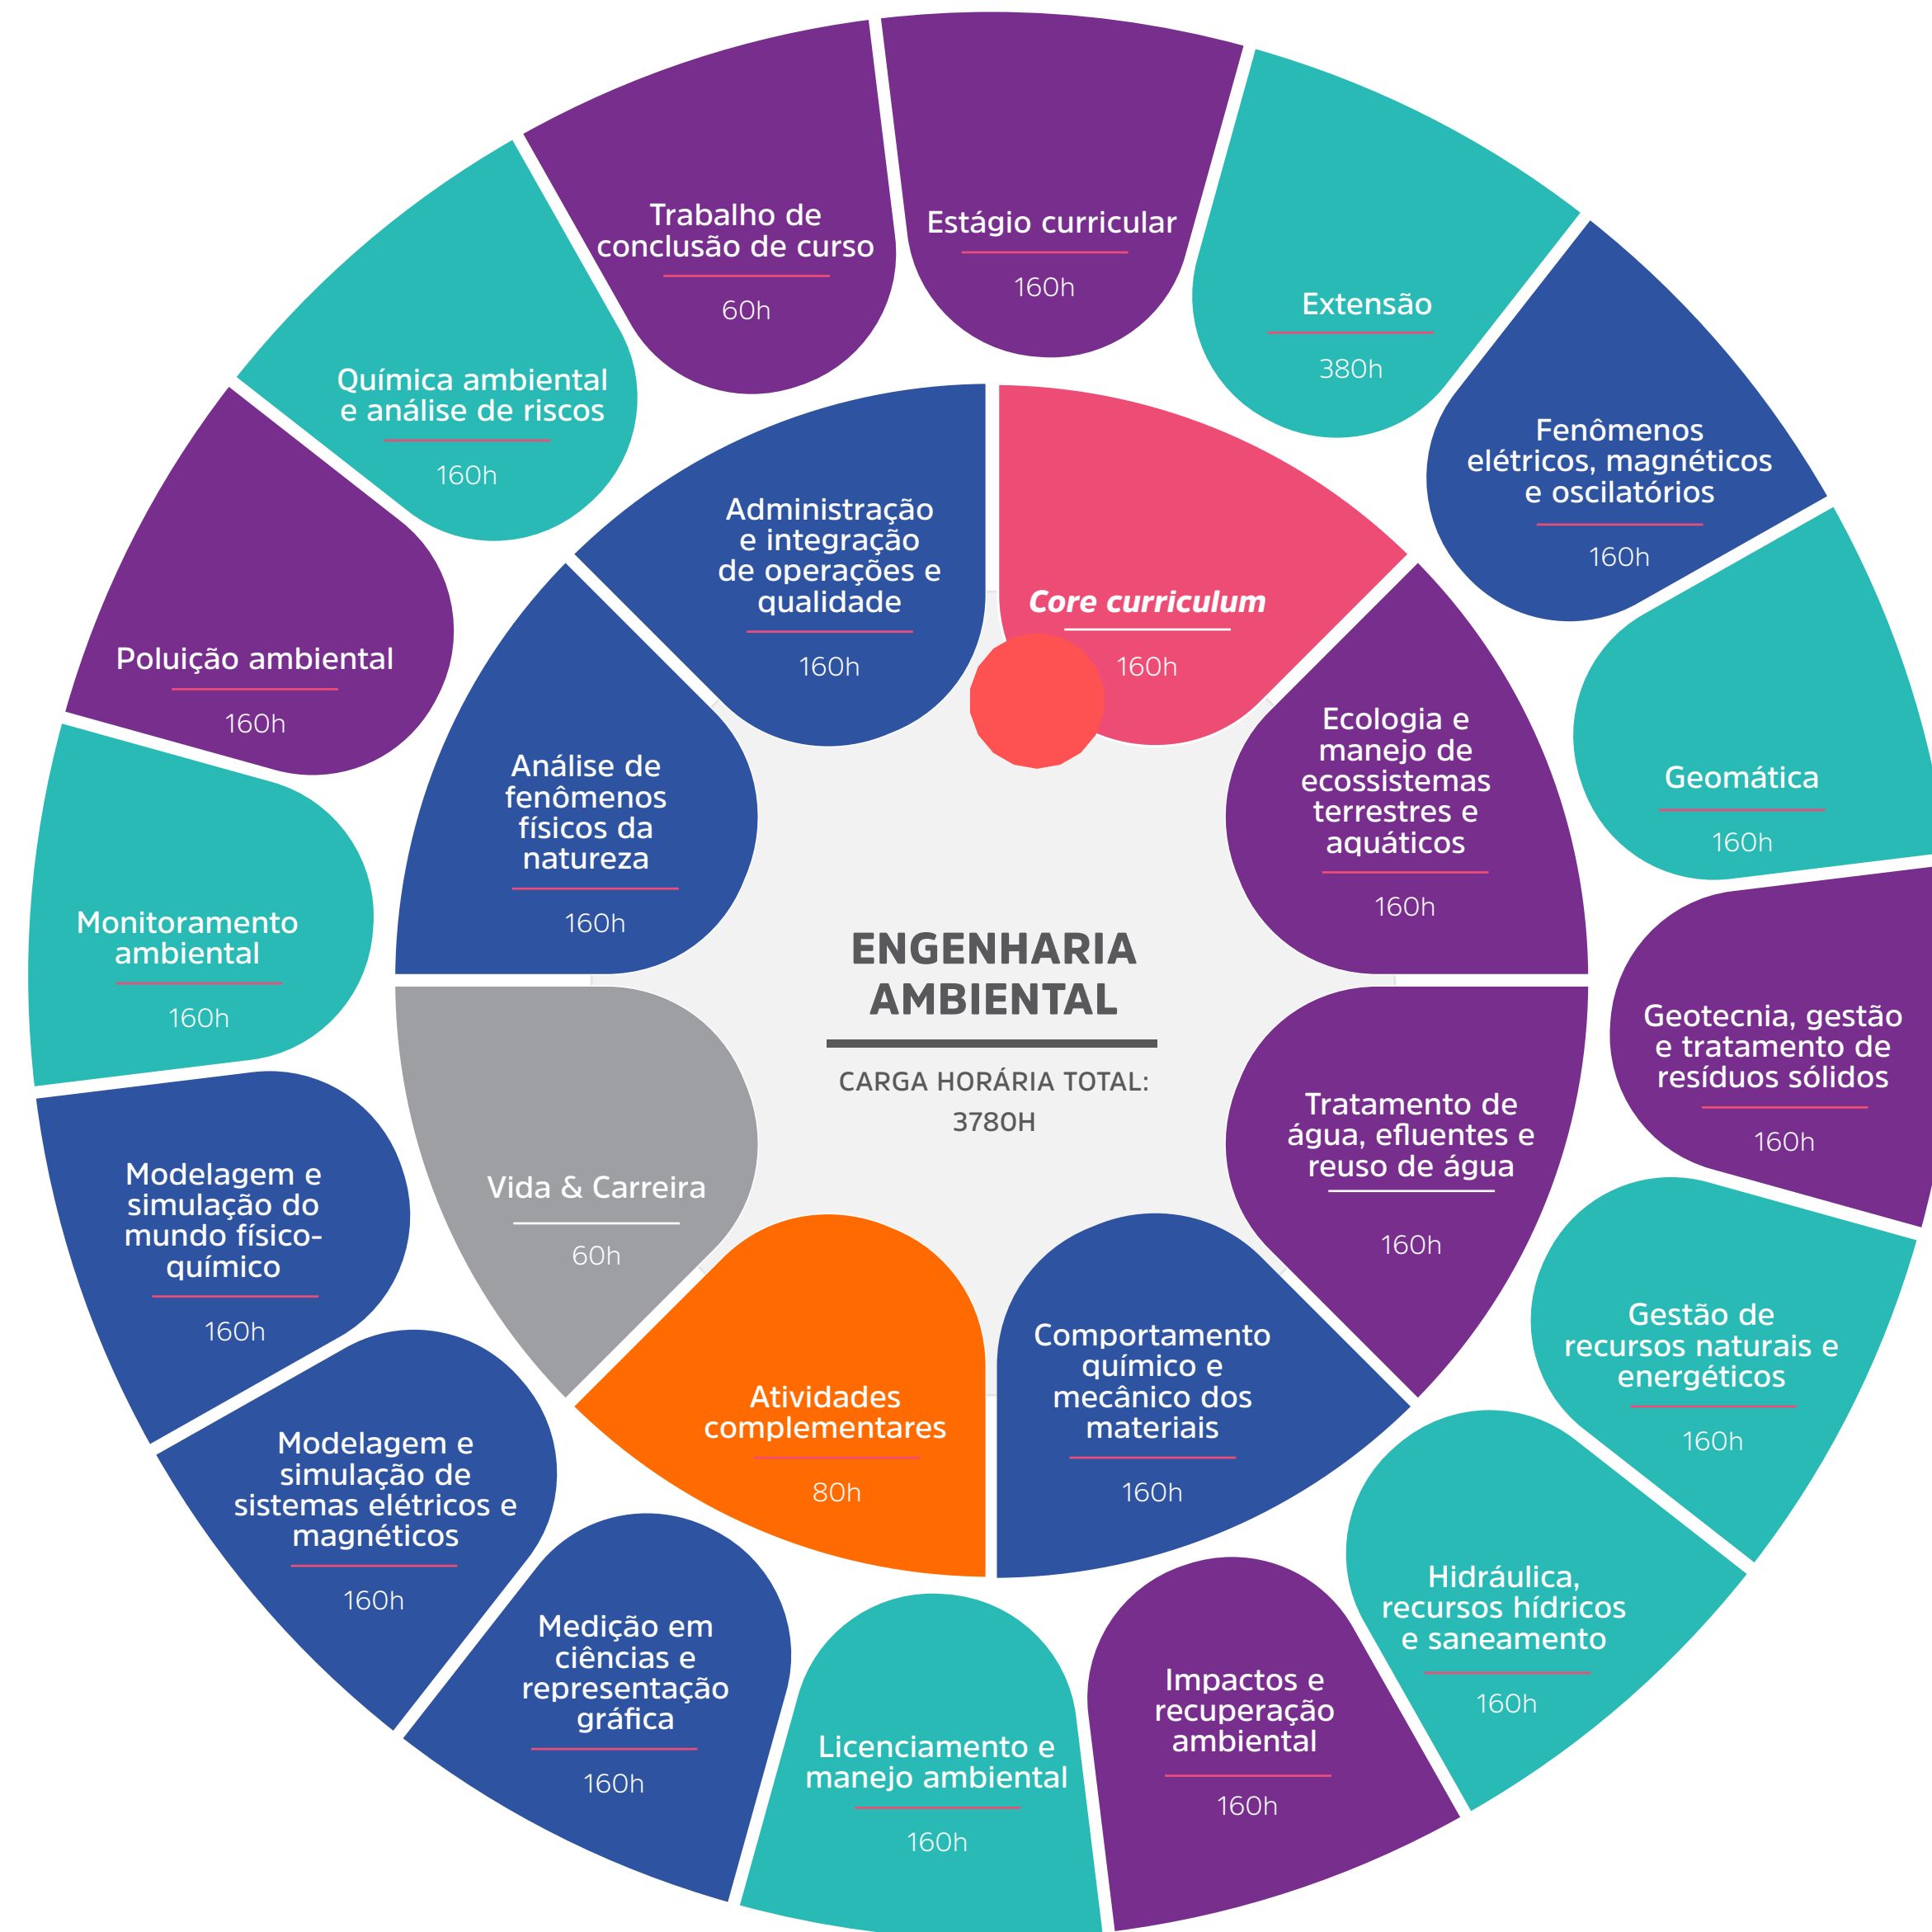 Trabalho de
conclusão de curso
60h
Estágio curricular
160h
Extensão
380h
Fenômenos
elétricos, magnéticos
e oscilatórios
160h
Geomática
160h
Geotecnia, gestão
e tratamento de
resíduos sólidos
160h
Gestão de
recursos naturais e
energéticos
160h
Hidráulica,
recursos hídricos
e saneamento
160h
Impactos e
recuperação
ambiental
160h
Licenciamento e
manejo ambiental
160h
Medição em
ciências e
representação
gráfica
160h
Modelagem e
simulação de
sistemas elétricos e
magnéticos
160h
Modelagem e
simulação do
mundo físico-
químico
160h
Monitoramento
ambiental
160h
Poluição ambiental
160h
Química ambiental
e análise de riscos
160h
Administração
e integração
de operações e
qualidade
160h
Core curriculum
160h
Ecologia e
manejo de
ecossistemas
terrestres e
aquáticos
160h
Tratamento de
água, efluentes e
reuso de água
160h
Comportamento
químico e
mecânico dos
materiais
160h
Atividades
complementares
80h
Vida & Carreira
60h
Análise de
fenômenos
físicos da
natureza
160h
ENGENHARIA
AMBIENTAL
CARGA HORÁRIA TOTAL:
3780H